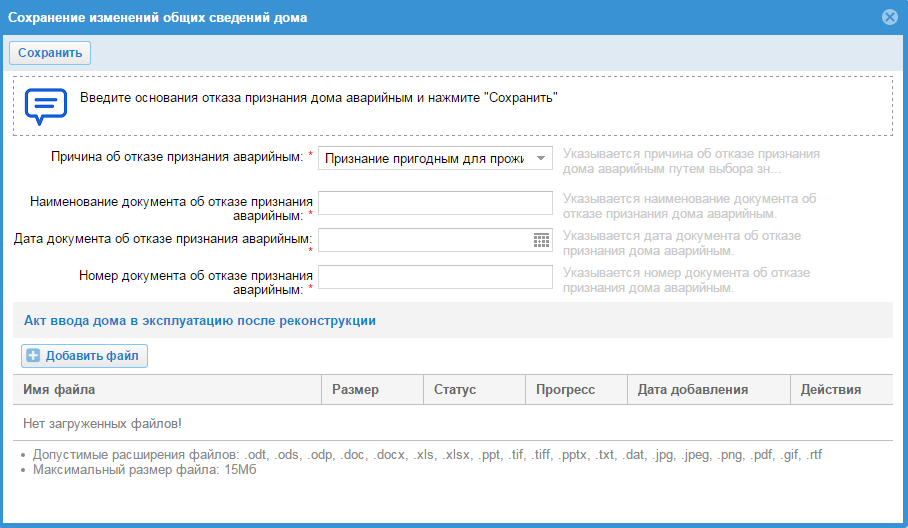 Сохранение изменений общих сведений дома
Сохранить
Введите основания отказа признания дома аварийным и нажмите "Сохранить"
Причина об отказе признания аварийным: *
Признание пригодным для прожи
Указывается причина об отказе признания
дома аварийным путем выбора зн...
Наименование документа об отказе признания
аварийным: *
Указывается наименование документа об
отказе признания дома аварийным.
Дата документа об отказе признания аварийным:
*
Указывается дата документа об отказе
признания дома аварийным.
Номер документа об отказе признания
аварийным: *
Указывается номер документа об отказе
признания дома аварийным.
Акт ввода дома в эксплуатацию после реконструкции
Добавить файл
Имя файла Размер Статус Прогресс Дата добавления Действия
Нет загруженных файлов!
• Допустимые расширения файлов: .odt, .ods, .odp, .doc, .docx, .xls, .xlsx, .ppt, .tif, .tiff, .pptx, .txt, .dat, .jpg, .jpeg, .png, .pdf, .gif, .rtf
• Максимальный размер файла: 15Мб